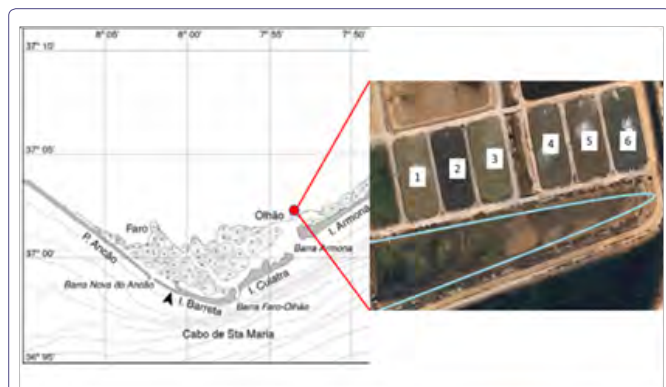 8° 05'
8° 00'
7° 55'
7° 50'
37° 10'
37° 05'
37° 00'
36° 95'
Faro
Olhão
P. Ancão
I. Armona
Barra Armona
I. Culatra
Barra Nova do Ancão
I. Barreta
Barra Faro-Olhão
Cabo de Sta Maria
1
2
3
4
5
6